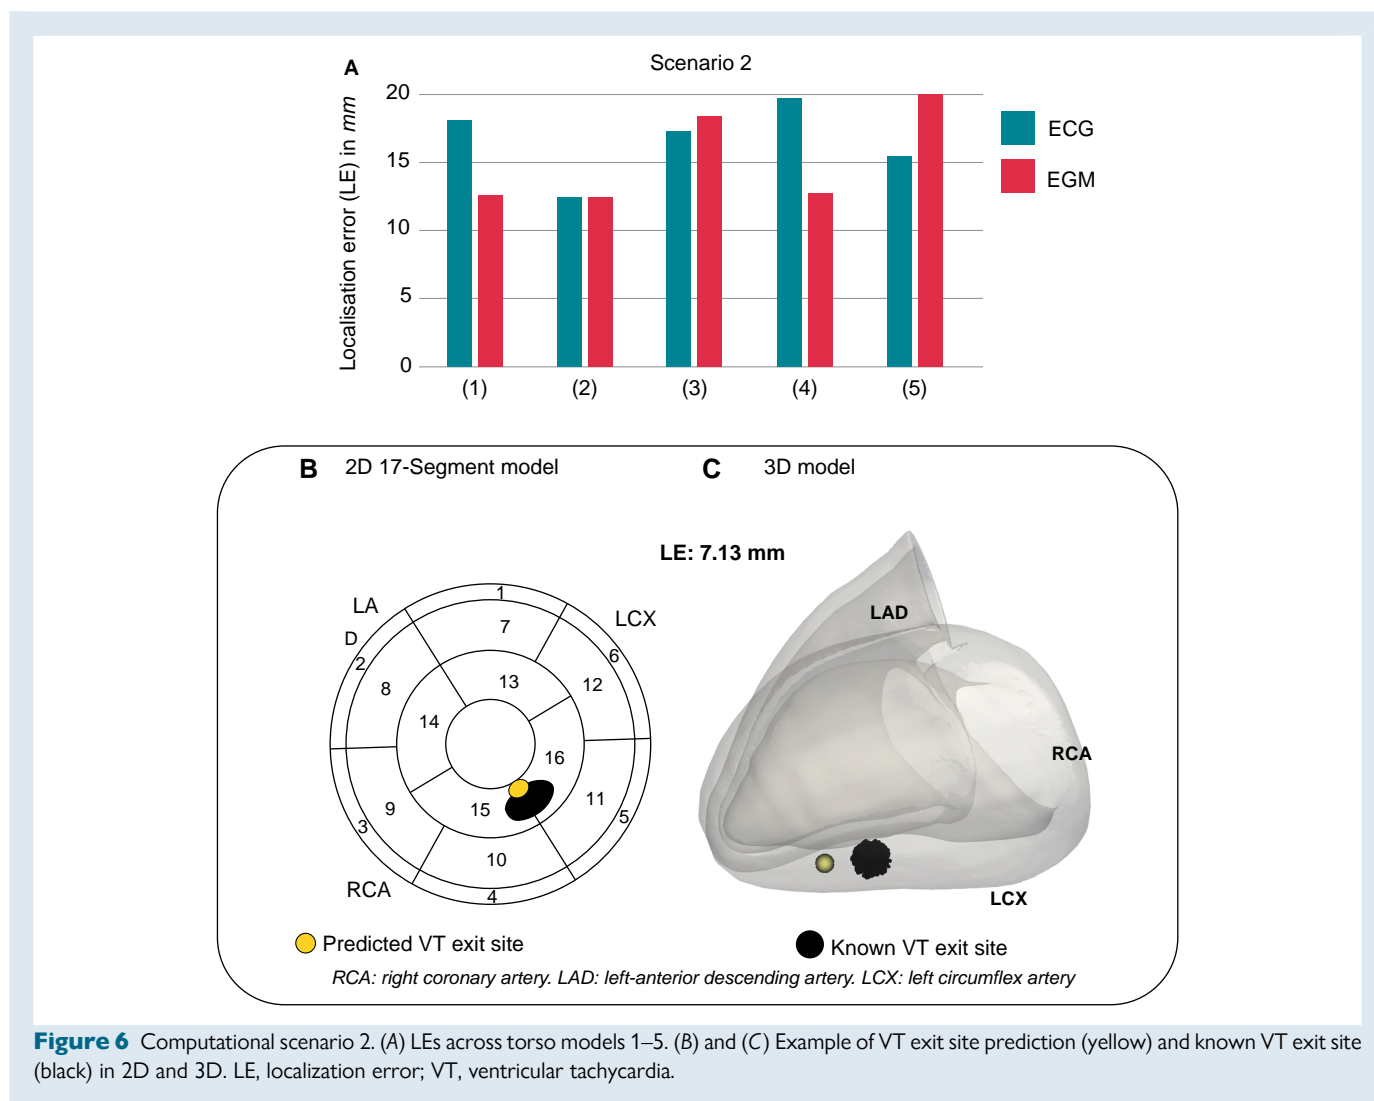 A
Scenario 2
Localisation error (LE) in mm
20
15
10
5
0
(1) (2) (3) (4) (5)
ECG
EGM
B 2D 17-Segment model
C 3D model
LE: 7.13 mm
LA
D
LCX
RCA
1
2
3
4
5
6
7
8
9
10
11
12
13
14
15
16
LAD
RCA
LCX
Predicted VT exit site
Known VT exit site
RCA: right coronary artery. LAD: left-anterior descending artery. LCX: left circumflex artery
Figure 6 Computational scenario 2. (A) LEs across torso models 1–5. (B) and (C) Example of VT exit site prediction (yellow) and known VT exit site
(black) in 2D and 3D. LE, localization error; VT, ventricular tachycardia.